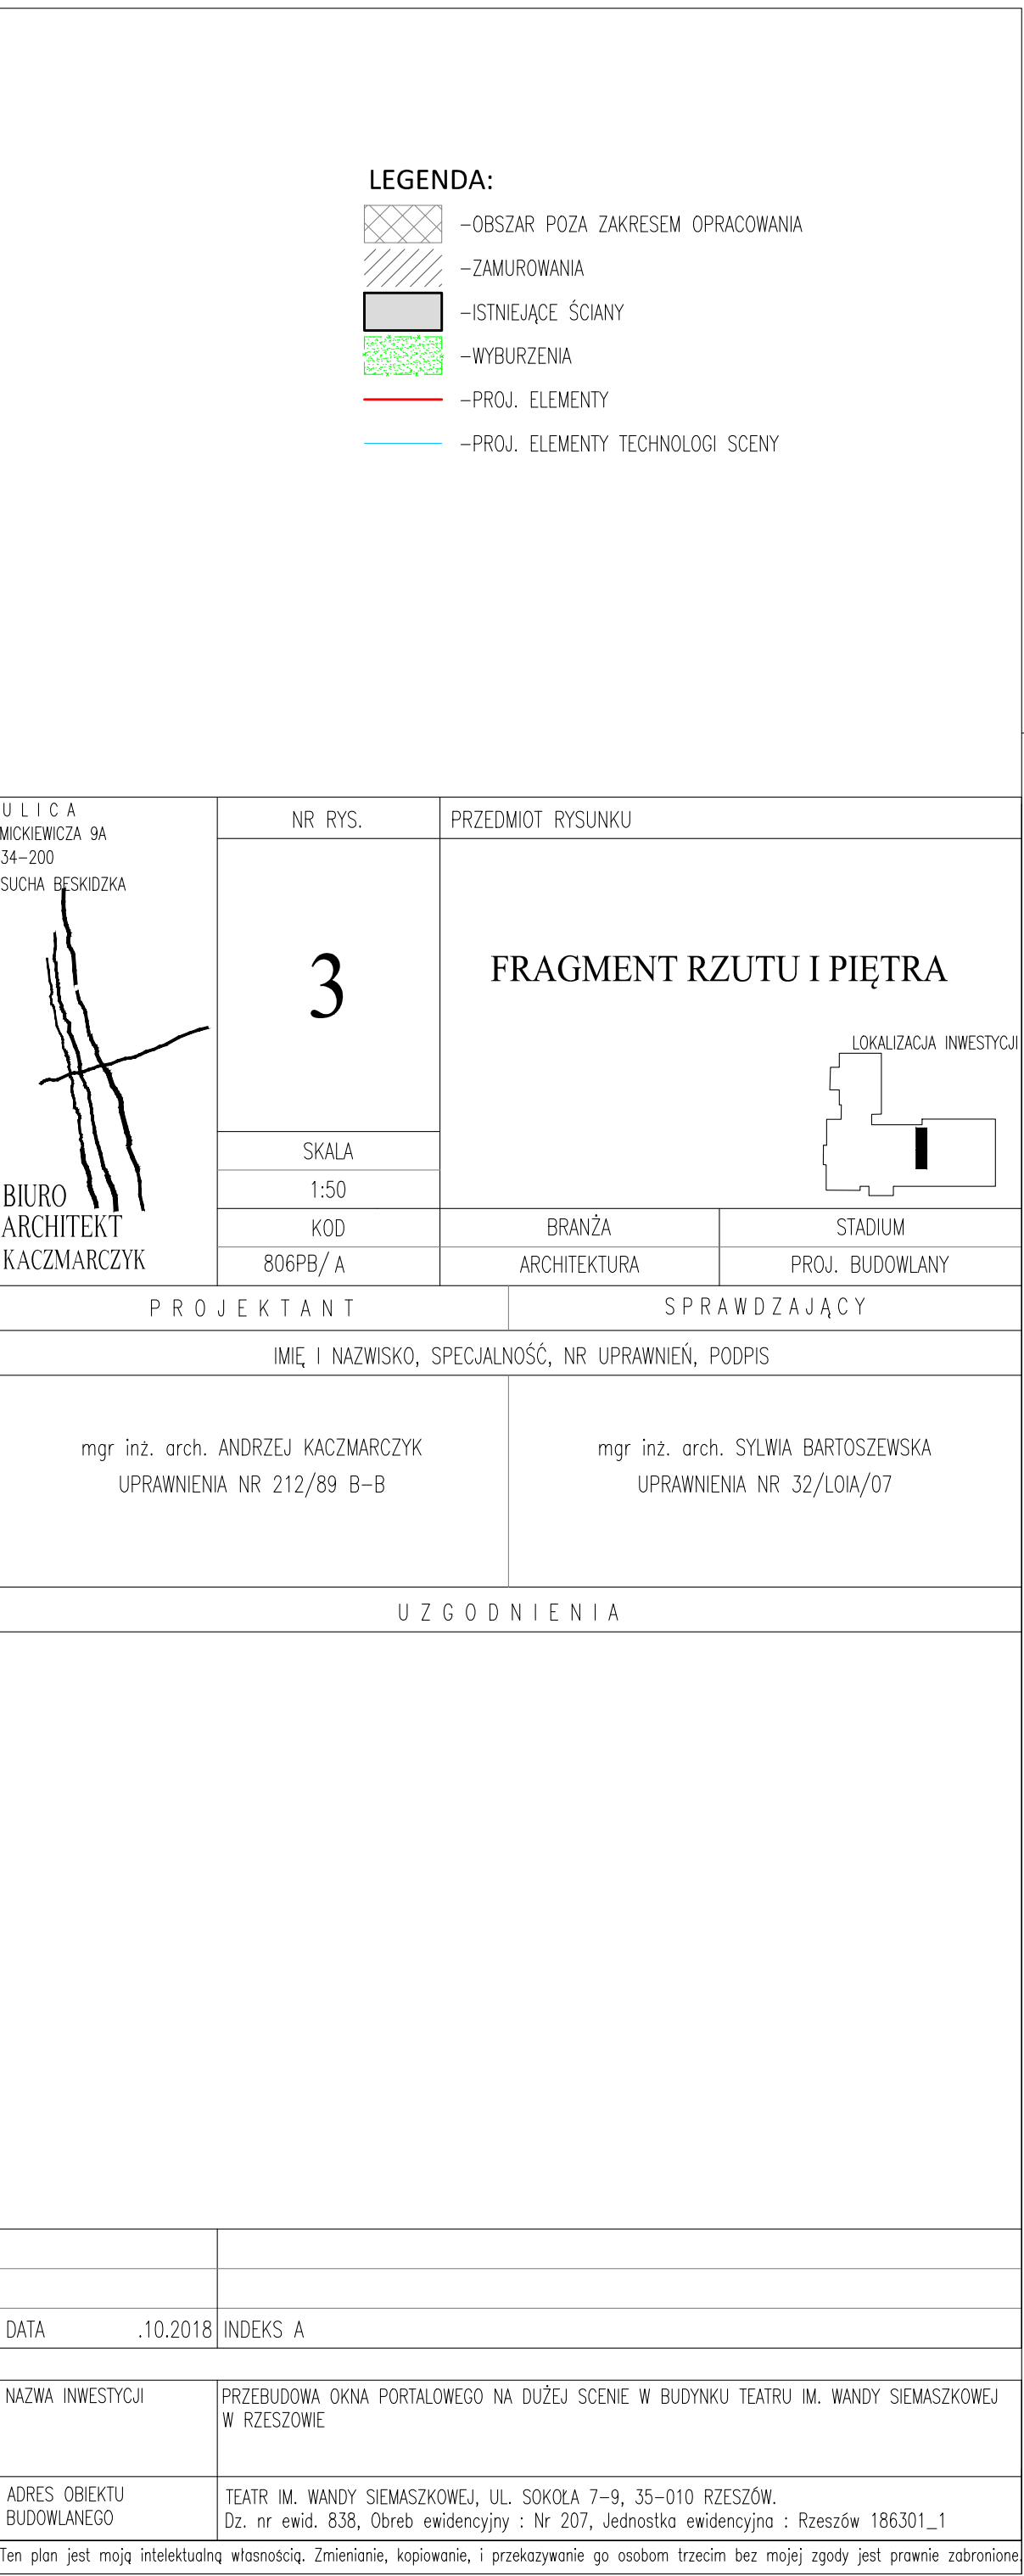 LEGENDA:
-OBSZAR POZA ZAKRESEM OPRACOWANIA
-ZAMUROWANIA
-ISTNIEJĄCE ŚCIANY
-WYBURZENIA
-PROJ. ELEMENTY
-PROJ. ELEMENTY TECHNOLOGI SCENY
ULICA
MICKIEWICZA 9A
34-200
SUCHA BESKIDZKA
BIURO
ARCHITEKT
KACZMARCZYK
NR RYS.
3
SKALA
1:50
KOD
806PB/A
PRZEDMIOT RYSUNKU
FRAGMENT RZUTU I PIĘTRA
LOKALIZACJA INWESTYCJI
BRANŻA
ARCHITEKTURA
STADIUM
PROJ. BUDOWLANY
PROJEKTANT
SPRAWDZAJĄCY
IMIĘ I NAZWISKO, SPECJALNOŚĆ, NR UPRAWNIEŃ, PODPIS
mgr inż. arch. ANDRZEJ KACZMARCZYK
UPRAWNIENIA NR 212/89 B-B
mgr inż. arch. SYLWIA BARTOSZEWSKA
UPRAWNIENIA NR 32/LOIA/07
UZGODNIENIA
DATA .10.2018
INDEKS A
NAZWA INWESTYCJI
PRZEBUDOWA OKNA PORTALOWEGO NA DUŻEJ SCENIE W BUDYNKU TEATRU IM. WANDY SIEMASZKOWEJ
W RZESZOWIE
ADRES OBIEKTU
BUDOWLANEGO
TEATR IM. WANDY SIEMASZKOWEJ, UL. SOKOŁA 7-9, 35-010 RZESZÓW.
Dz. nr ewid. 838, Obreb ewidencyjny : Nr 207, Jednostka ewidencyjna : Rzeszów 186301_1
Ten plan jest moją intelektualną własnością. Zmienianie, kopiowanie, i przekazywanie go osobom trzecim bez mojej zgody jest prawnie zabronione.